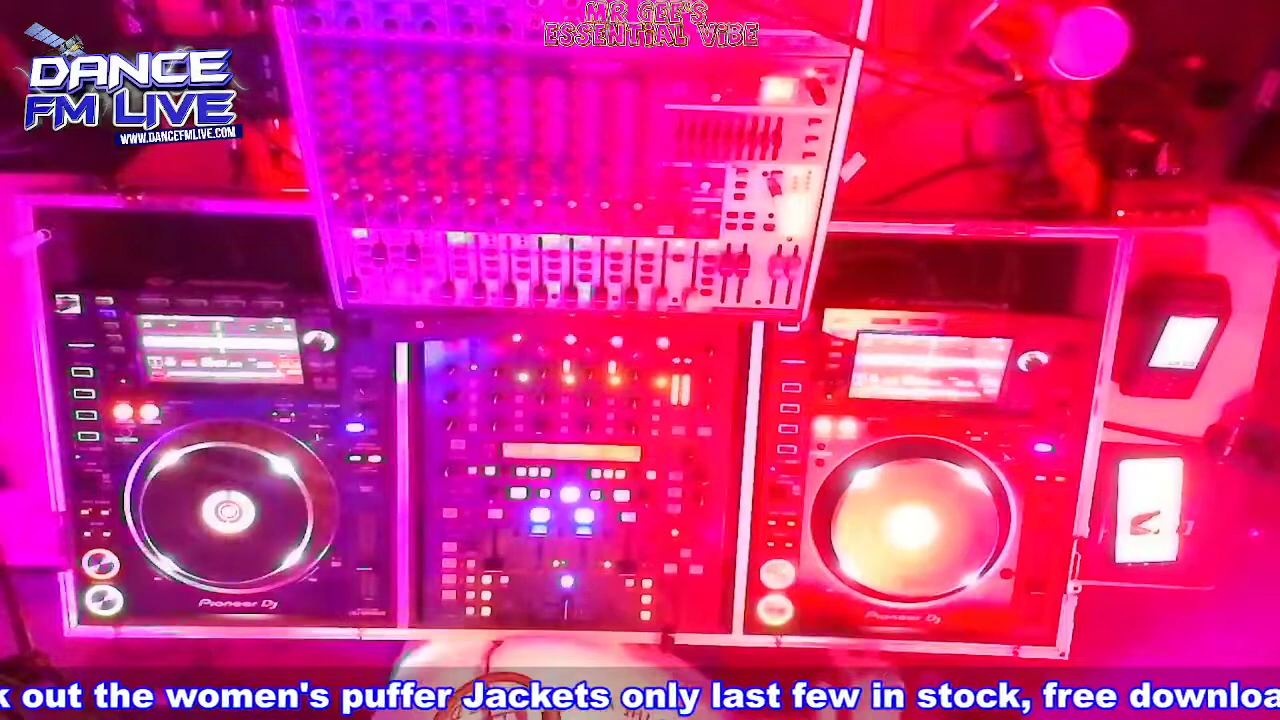 MR GEE'S
ESSENTIAL VIBE
DANCE
FM LIVE
WWW.DANCEFMLIVE.COM
Pioneer Dj
Pioneer Dj
k out the women's puffer Jackets only last few in stock, free downloa